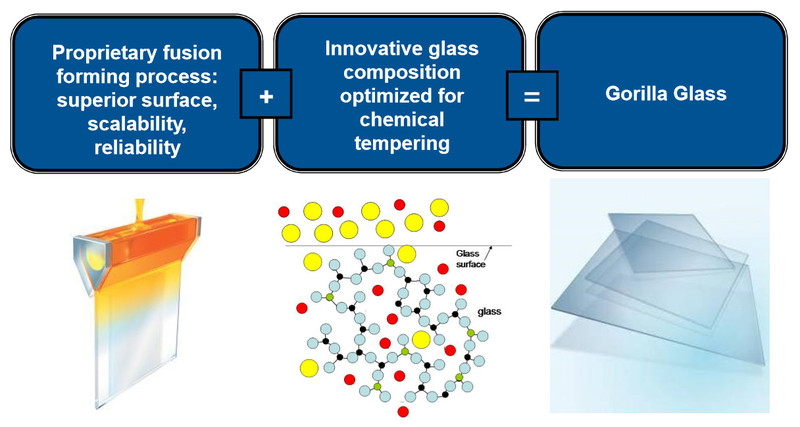 Proprietary fusion
forming process:
superior surface,
scalability,
reliability
+
Innovative glass
composition
optimized for
chemical
tempering
=
Gorilla Glass
Glass
surface
glass